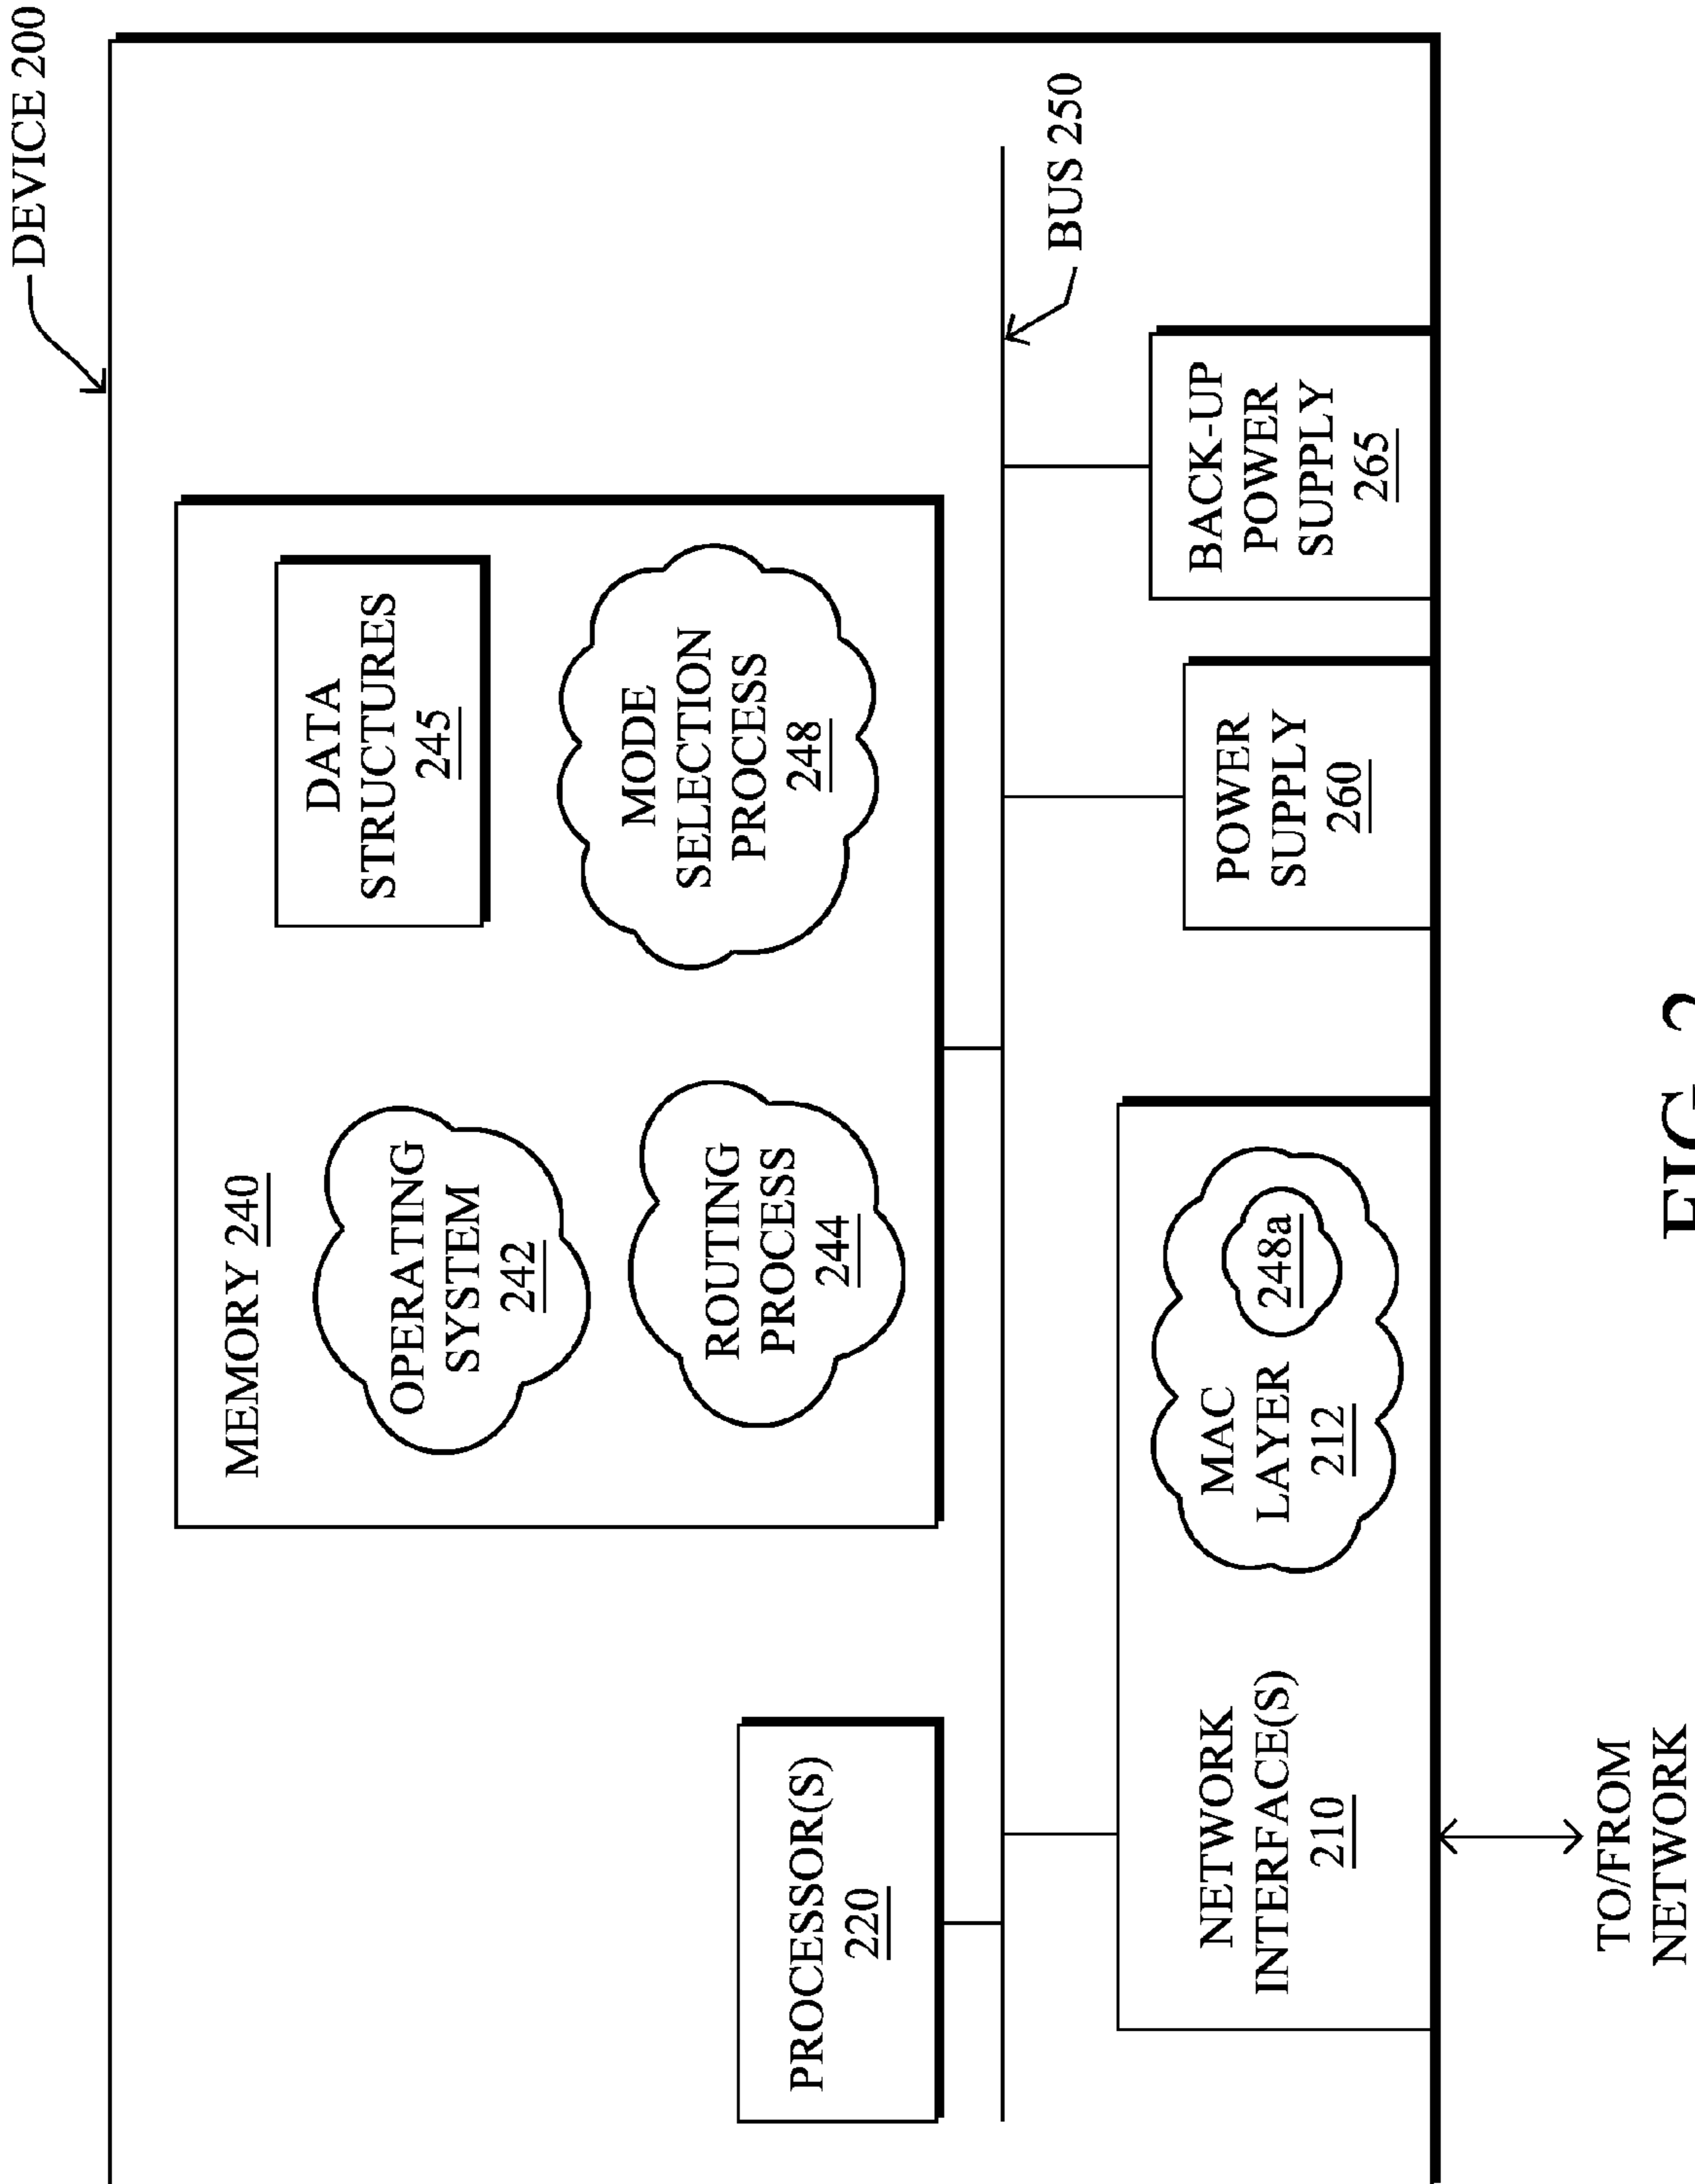 DEVICE 200
MEMORY 240
OPERATING
SYSTEM
242
DATA
STRUCTURES
245
ROUTING
PROCESS
244
MODE
SELECTION
PROCESS
248
PROCESSOR(S)
220
BUS 250
NETWORK
INTERFACE(S)
210
MAC
LAYER
212
248a
POWER
SUPPLY
260
BACK-UP
POWER
SUPPLY
265
TO/FROM
NETWORK
FIG. 2